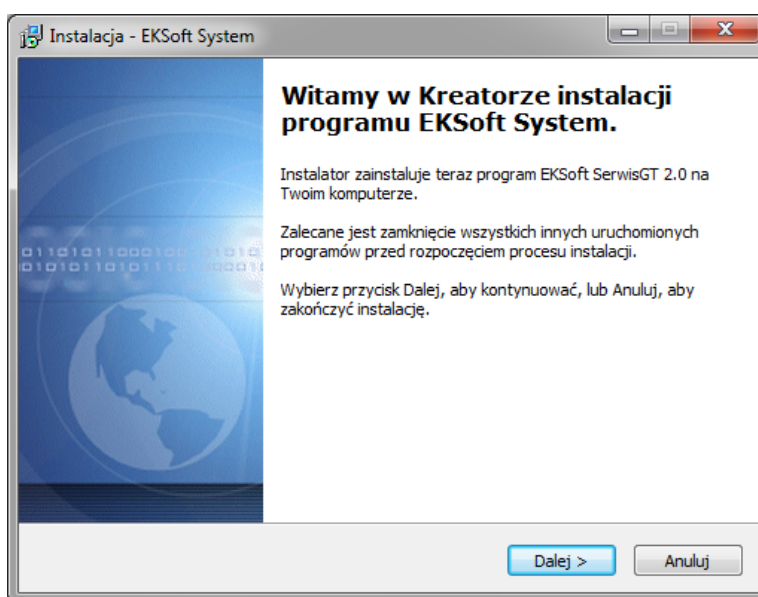 Instalacja - EKSoft System
Witamy w Kreatorze instalacji
programu EKSoft System.
Instalator zainstaluje teraz program EKSoft SerwisGT 2.0 na
Twoim komputerze.
Zalecane jest zamknięcie wszystkich innych uruchomionych
programów przed rozpoczęciem procesu instalacji.
Wybierz przycisk Dalej, aby kontynuować, lub Anuluj, aby
zakończyć instalację.
Dalej >
Anuluj